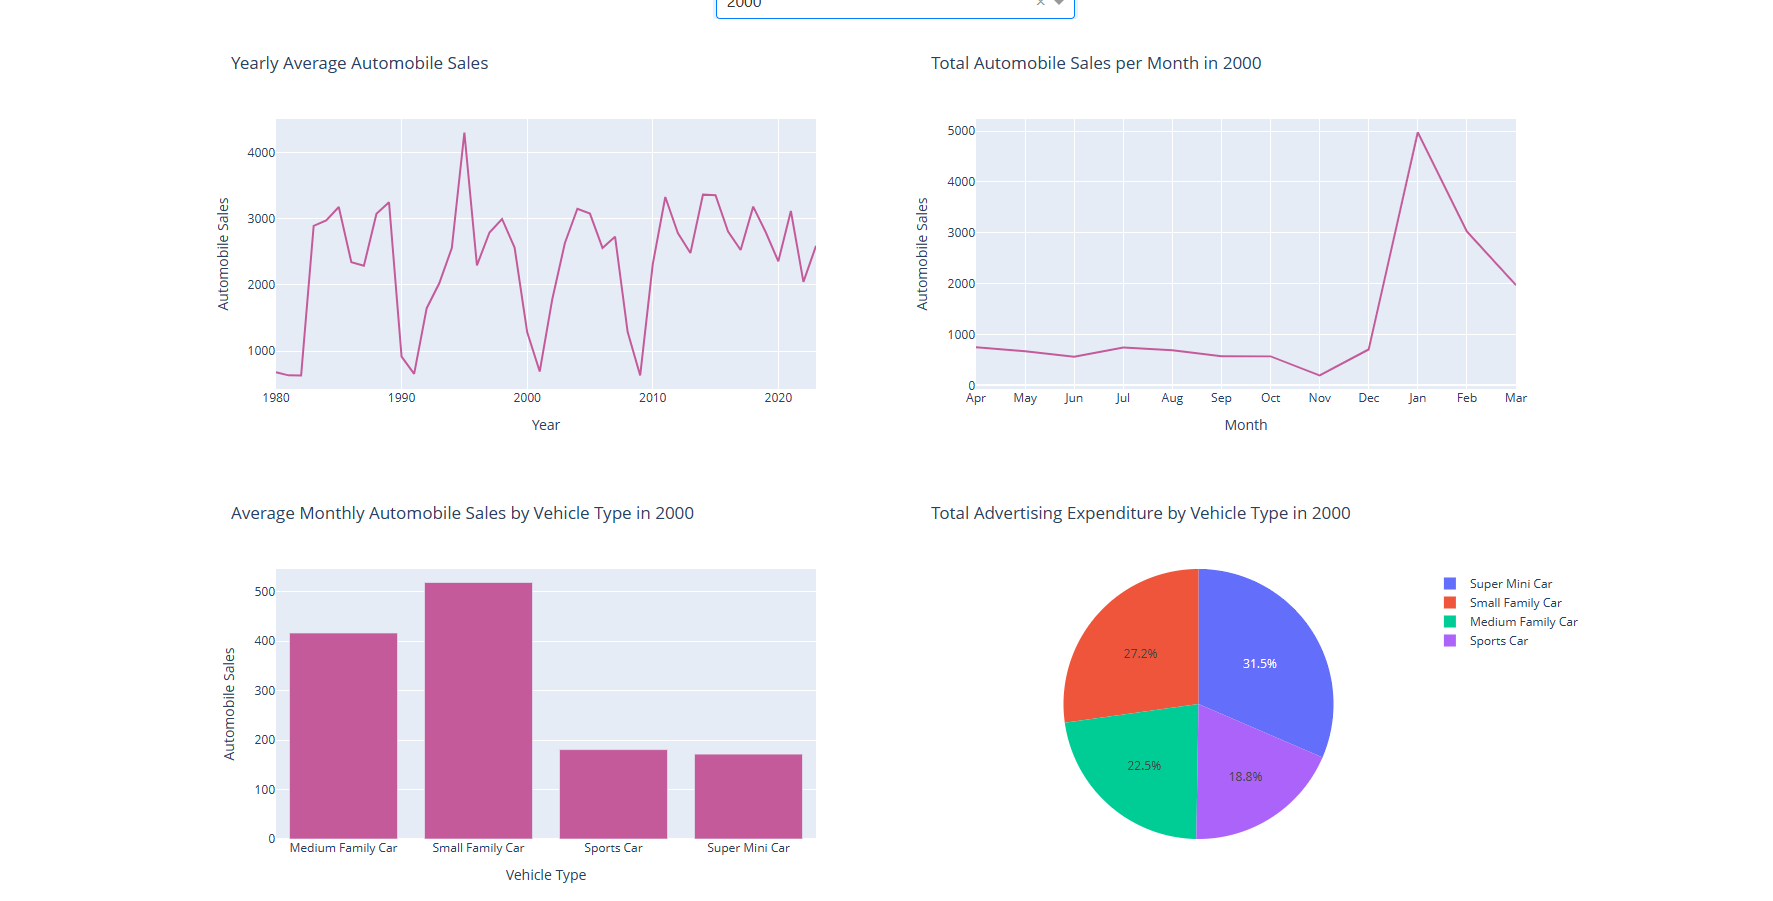 2000
Yearly Average Automobile Sales
Automobile Sales
4000
3000
2000
1000
1980 1990 2000 2010 2020
Year
Total Automobile Sales per Month in 2000
Automobile Sales
5000
4000
3000
2000
1000
0
Apr May Jun Jul Aug Sep Oct Nov Dec Jan Feb Mar
Month
Average Monthly Automobile Sales by Vehicle Type in 2000
Automobile Sales
500
400
300
200
100
0
Medium Family Car Small Family Car Sports Car Super Mini Car
Vehicle Type
Total Advertising Expenditure by Vehicle Type in 2000
27.2%
31.5%
22.5%
18.8%
Super Mini Car
Small Family Car
Medium Family Car
Sports Car